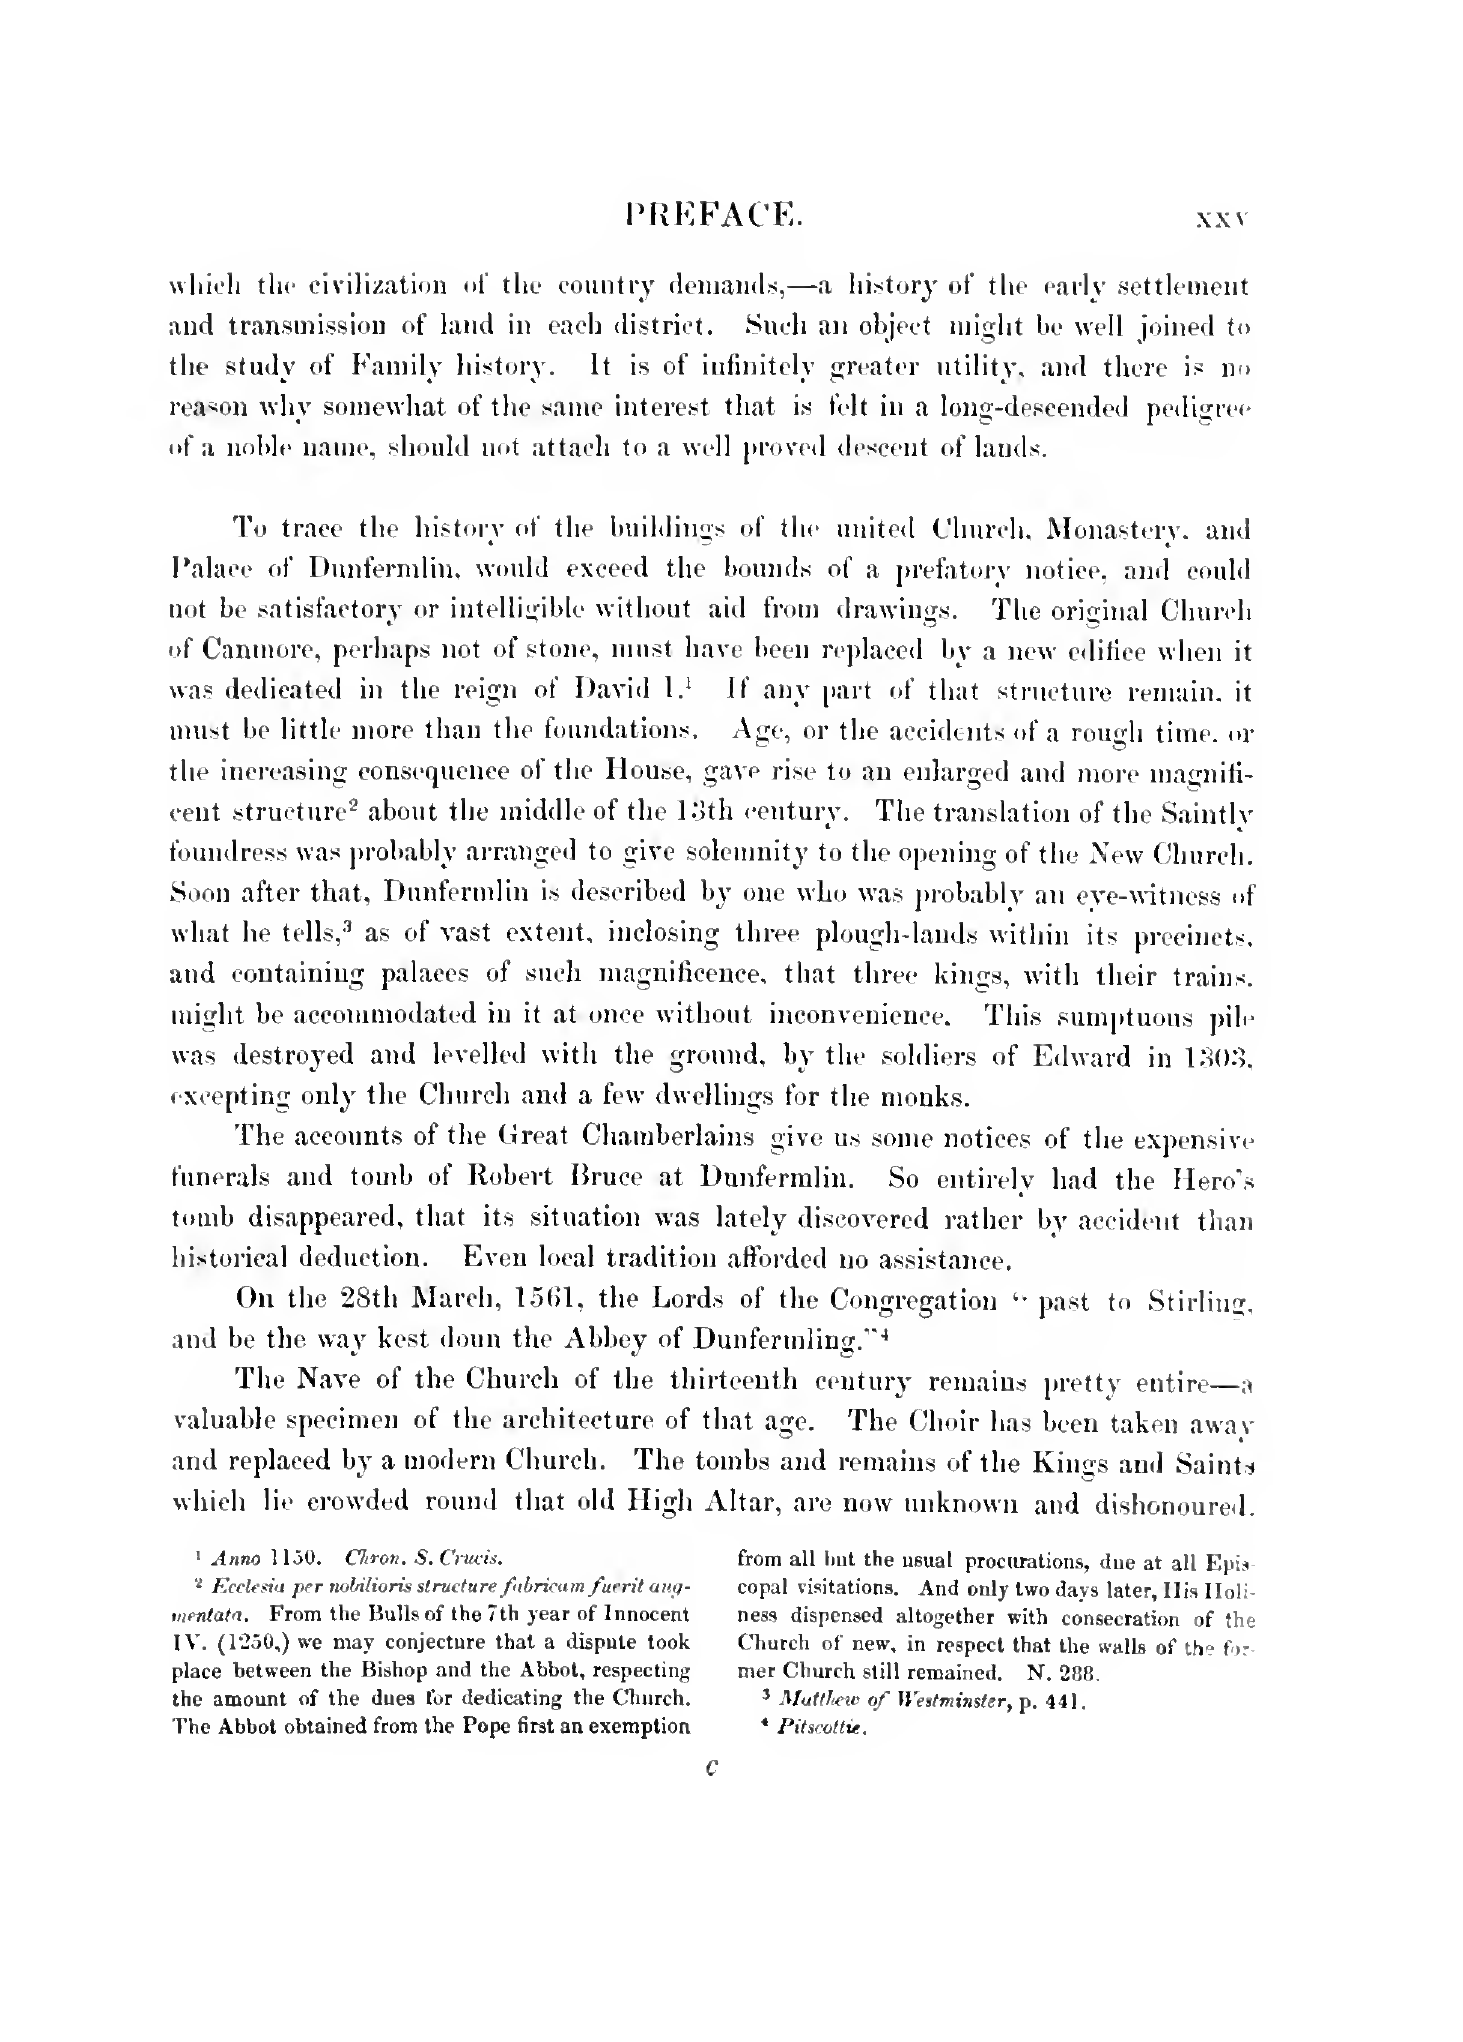 PREFACE. xxv
which the civilization of the country demands,—a history of the early settlement
and transmission of land in each district. Such an object might be well joined to
the study of Family history. It is of infinitely greater utility, and there is no
reason why somewhat of the same interest that is felt in a long-descended pedigree
of a noble name, should not attach to a well proved descent of lands.
To trace the history of the buildings of the united Church, Monastery, and
Palace of Dunfermlin, would exceed the bounds of a prefatory notice, and could
not be satisfactory or intelligible without aid from drawings. The original Church
of Canmore, perhaps not of stone, must have been replaced by a new edifice when it
was dedicated in the reign of David I.¹ If any part of that structure remain, it
must be little more than the foundations. Age, or the accidents of a rough time, or
the increasing consequence of the House, gave rise to an enlarged and more magnifi-
cent structure² about the middle of the 13th century. The translation of the Saintly
foundress was probably arranged to give solemnity to the opening of the New Church.
Soon after that, Dunfermlin is described by one who was probably an eye-witness of
what he tells,³ as of vast extent, inclosing three plough-lands within its precincts,
and containing palaces of such magnificence, that three kings, with their trains,
might be accommodated in it at once without inconvenience. This sumptuous pile
was destroyed and levelled with the ground, by the soldiers of Edward in 1303,
excepting only the Church and a few dwellings for the monks.
The accounts of the Great Chamberlains give us some notices of the expensive
funerals and tomb of Robert Bruce at Dunfermlin. So entirely had the Hero's
tomb disappeared, that its situation was lately discovered rather by accident than
historical deduction. Even local tradition afforded no assistance.
On the 28th March, 1561, the Lords of the Congregation “ past to Stirling,
and be the way kest doun the Abbey of Dunfermling.”⁴
The Nave of the Church of the thirteenth century remains pretty entire—a
valuable specimen of the architecture of that age. The Choir has been taken away
and replaced by a modern Church. The tombs and remains of the Kings and Saints
which lie crowded round that old High Altar, are now unknown and dishonoured.
¹ Anno 1150. Chron. S. Crucis.
² Ecclesia per nobilioris structure fabricam fuerit aug-
mentata. From the Bulls of the 7th year of Innocent
IV. (1250,) we may conjecture that a dispute took
place between the Bishop and the Abbot, respecting
the amount of the dues for dedicating the Church.
The Abbot obtained from the Pope first an exemption
from all but the usual procurations, due at all Epis-
copal visitations. And only two days later, His Holi-
ness dispensed altogether with consecration of the
Church of new, in respect that the walls of the for-
mer Church still remained. N. 288.
³ Matthew of Westminster, p. 441.
⁴ Pitscottie.
c